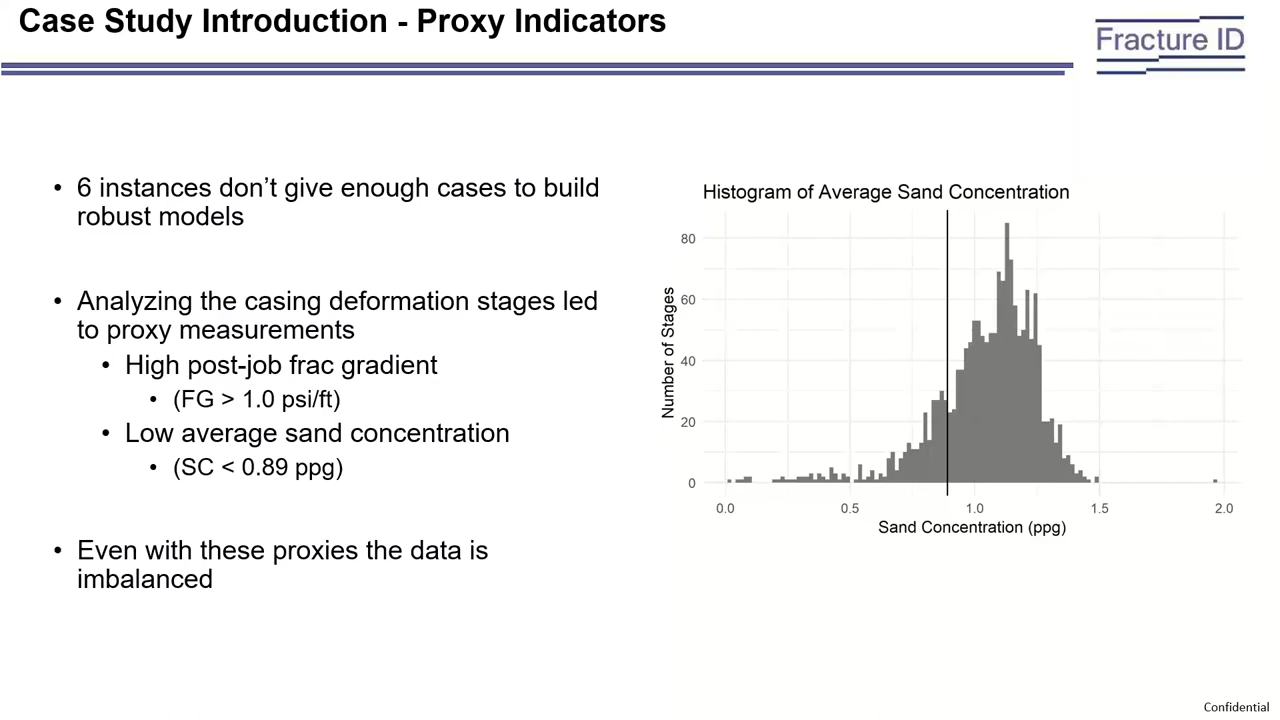 Case Study Introduction - Proxy Indicators
Fracture ID
• 6 instances don’t give enough cases to build
robust models
• Analyzing the casing deformation stages led
to proxy measurements
• High post-job frac gradient
• (FG > 1.0 psi/ft)
• Low average sand concentration
• (SC < 0.89 ppg)
• Even with these proxies the data is
imbalanced
Histogram of Average Sand Concentration
Number of Stages
80
60
40
20
0
0.0 0.5 1.0 1.5 2.0
Sand Concentration (ppg)
Confidential